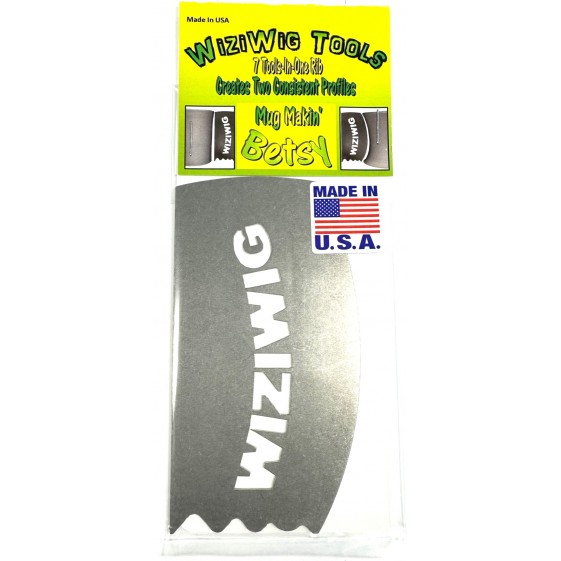 Made In USA
WiziWig Tools
7 Tools-In-One Rib
Creates Two Consistent Profiles
Mug Makin'
Betsy
WIZIWIG
WIZIWIG
MADE IN
U.S.A.
WIZIWIG